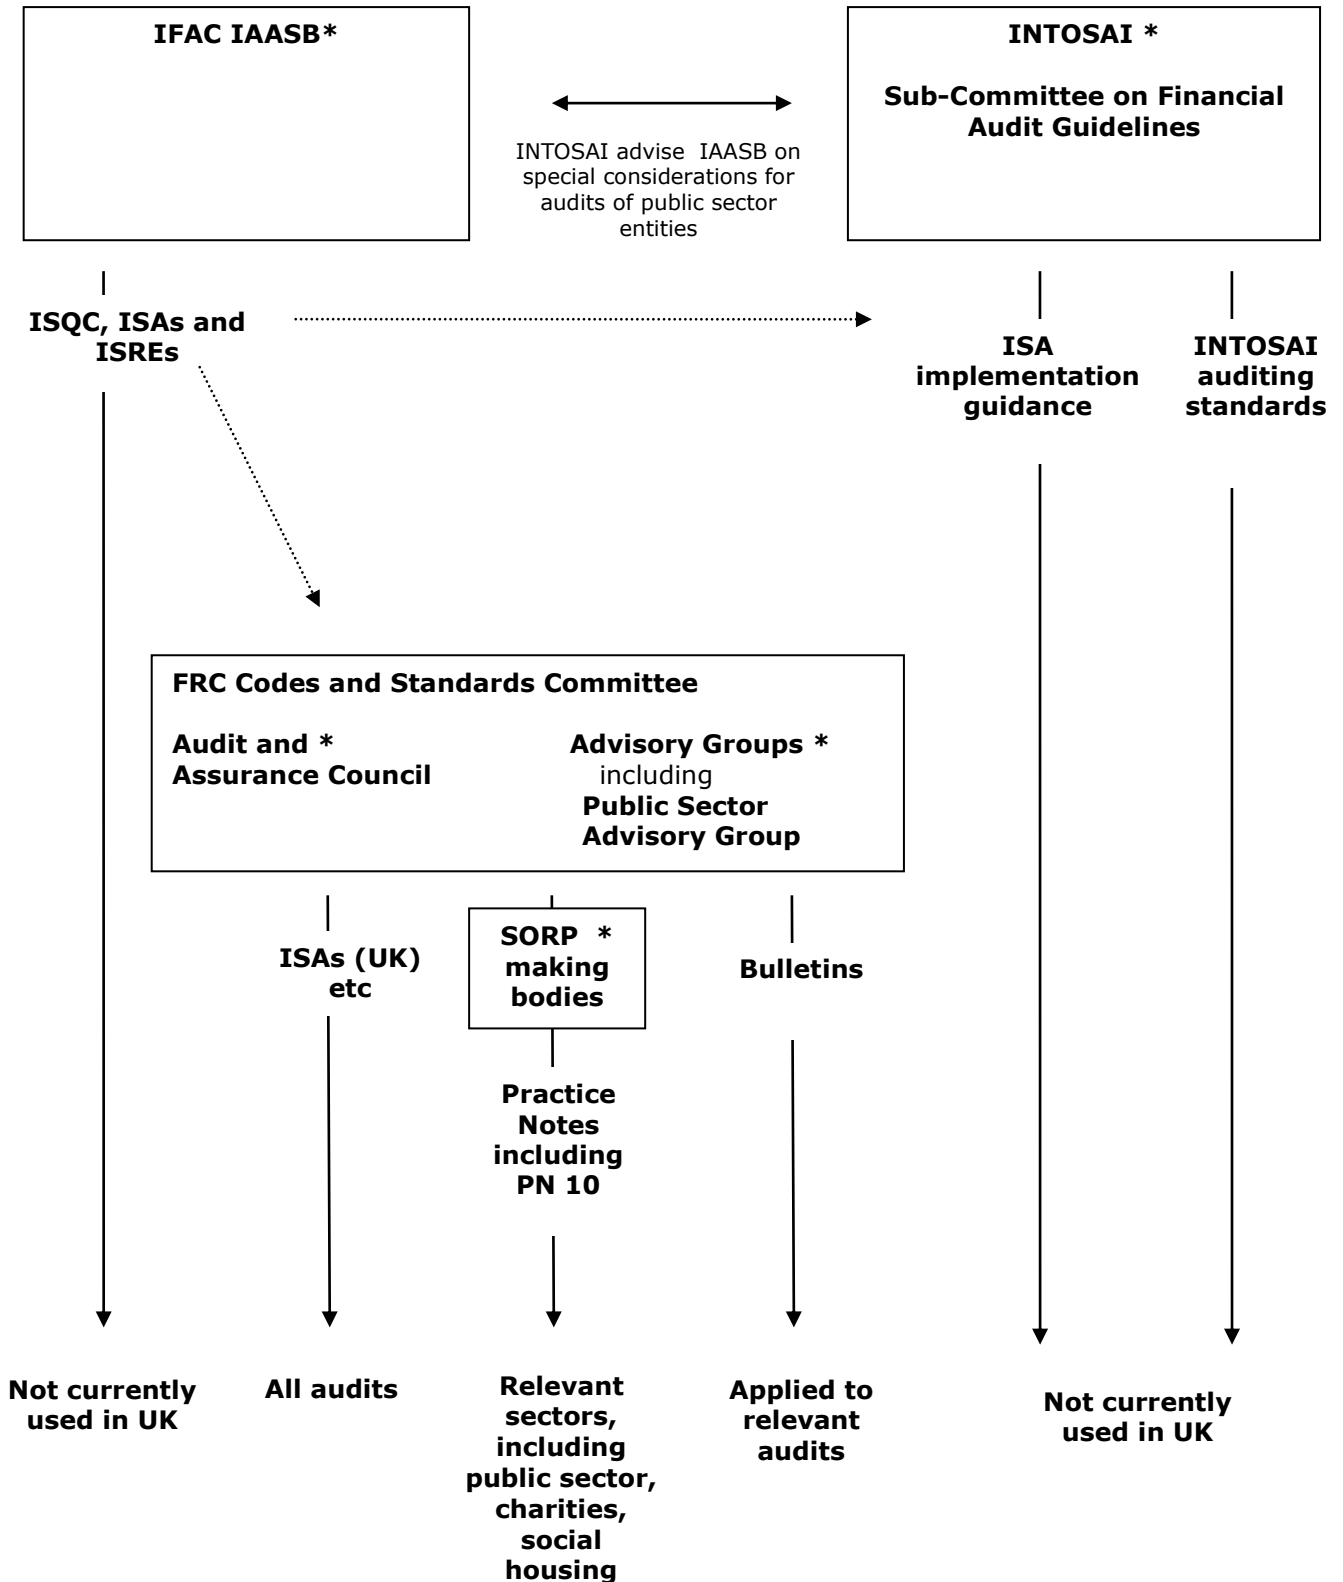 IFAC IAASB*
INTOSAI *
Sub-Committee on Financial
Audit Guidelines
INTOSAI advise IAASB on
special considerations for
audits of public sector
entities
ISQC, ISAs and
ISREs
ISA
implementation
guidance
INTOSAI
auditing
standards
FRC Codes and Standards Committee
Audit and *
Assurance Council
Advisory Groups *
including
Public Sector
Advisory Group
ISAs (UK)
etc
SORP *
making
bodies
Bulletins
Practice
Notes
including
PN 10
Not currently
used in UK
All audits
Relevant
sectors,
including
public sector,
charities,
social
housing
Applied to
relevant
audits
Not currently
used in UK